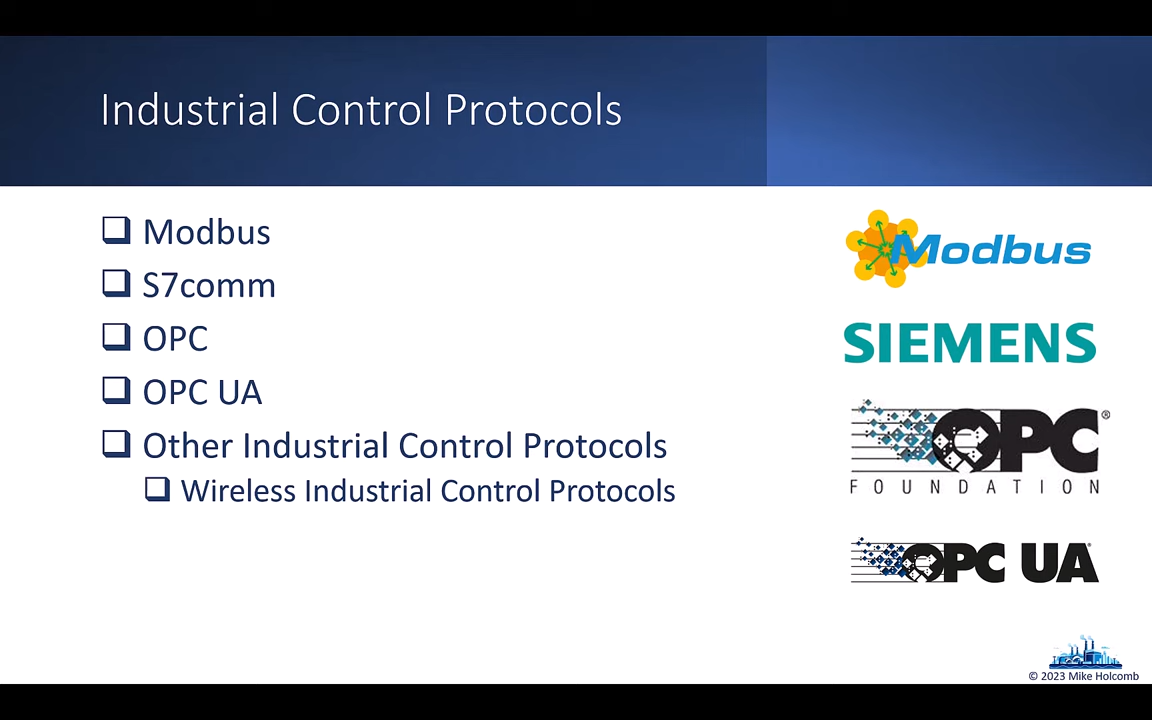 Industrial Control Protocols
Modbus
S7comm
OPC
OPC UA
Other Industrial Control Protocols
Wireless Industrial Control Protocols
Modbus
SIEMENS
OPC®
FOUNDATION
OPC UA
© 2023 Mike Holcomb